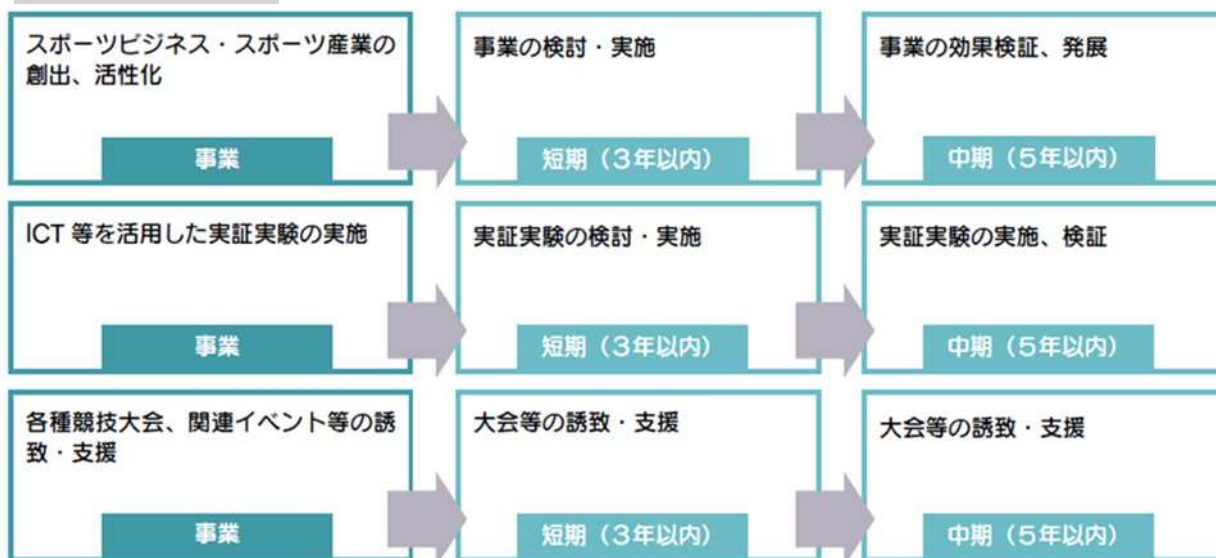 スポーツビジネス・スポーツ産業の
創出、活性化
事業
事業の検討・実施
短期（3年以内）
事業の効果検証、発展
中期（5年以内）
ICT 等を活用した実証実験の実施
事業
実証実験の検討・実施
短期（3年以内）
実証実験の実施、検証
中期（5年以内）
各種競技大会、関連イベント等の誘
致・支援
事業
大会等の誘致・支援
短期（3年以内）
大会等の誘致・支援
中期（5年以内）